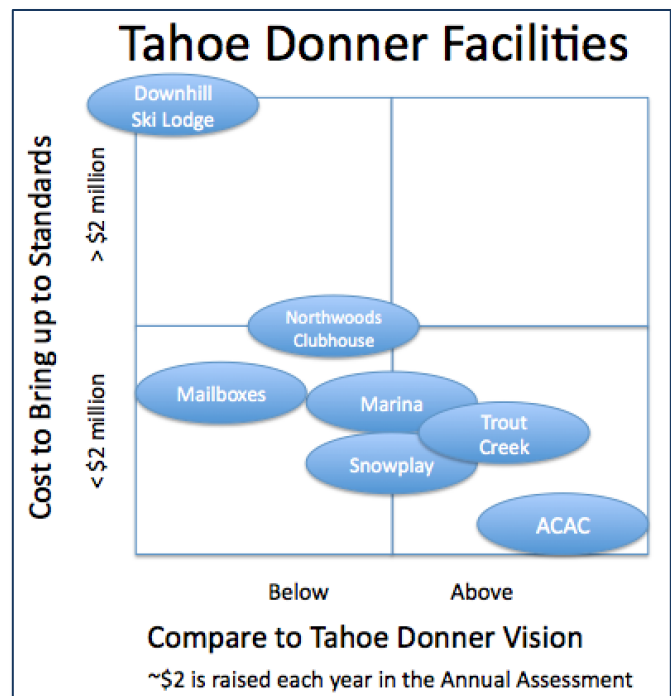 Tahoe Donner Facilities
Downhill
Ski Lodge
Cost to Bring up to Standards
> $2 million
< $2 million
Northwoods
Clubhouse
Mailboxes
Marina
Trout
Creek
Snowplay
ACAC
Below
Above
Compare to Tahoe Donner Vision
~$2 is raised each year in the Annual Assessment